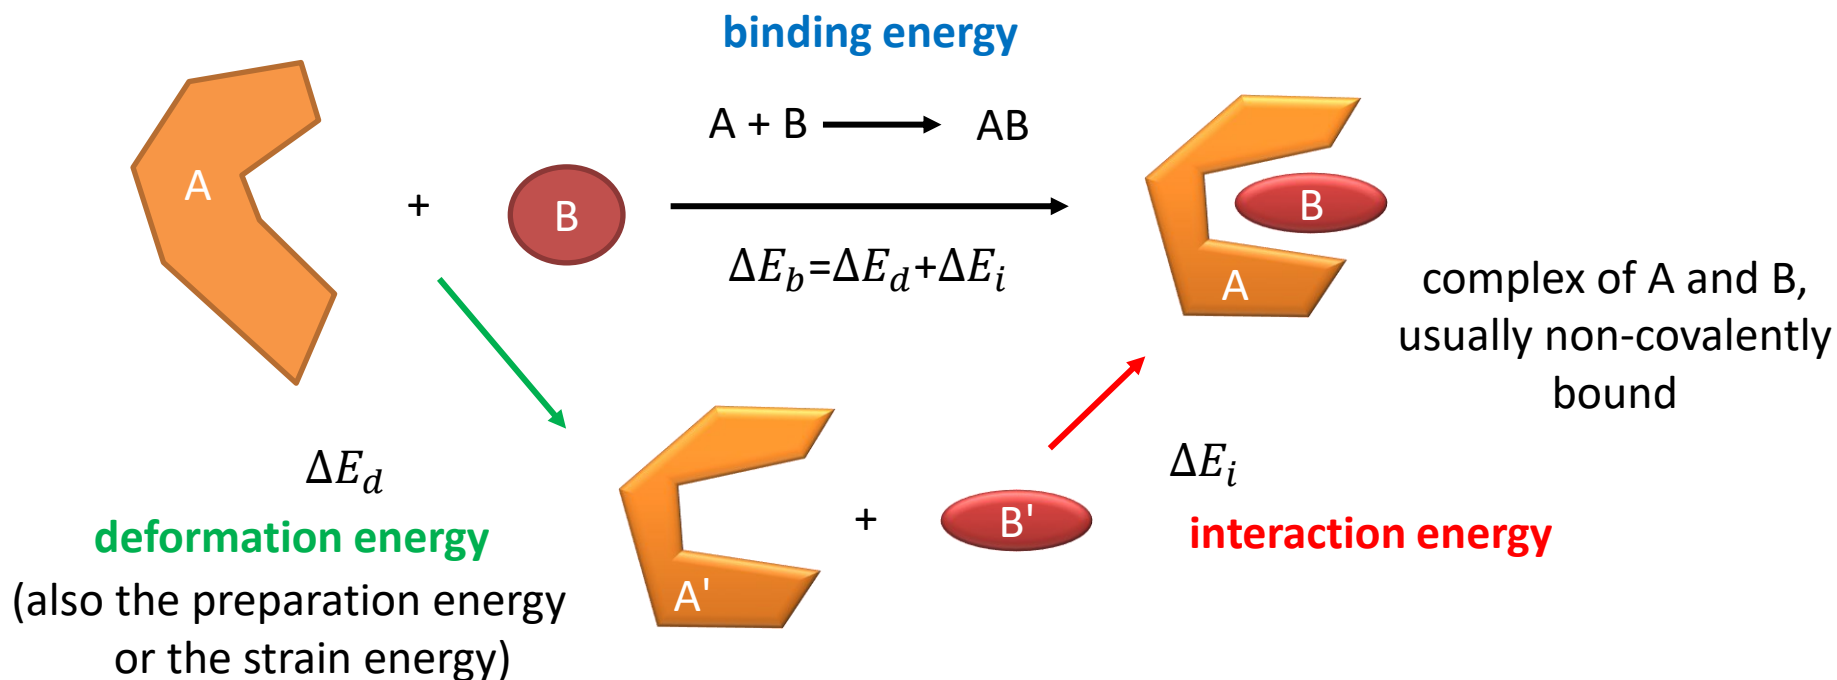 binding energy
A + B ⟶ AB
A
+
B
ΔE_b=ΔE_d+ΔE_i
B
A
complex of A and B,
usually non-covalently
bound
ΔE_d
deformation energy
(also the preparation energy
or the strain energy)
A'
+
B'
ΔE_i
interaction energy